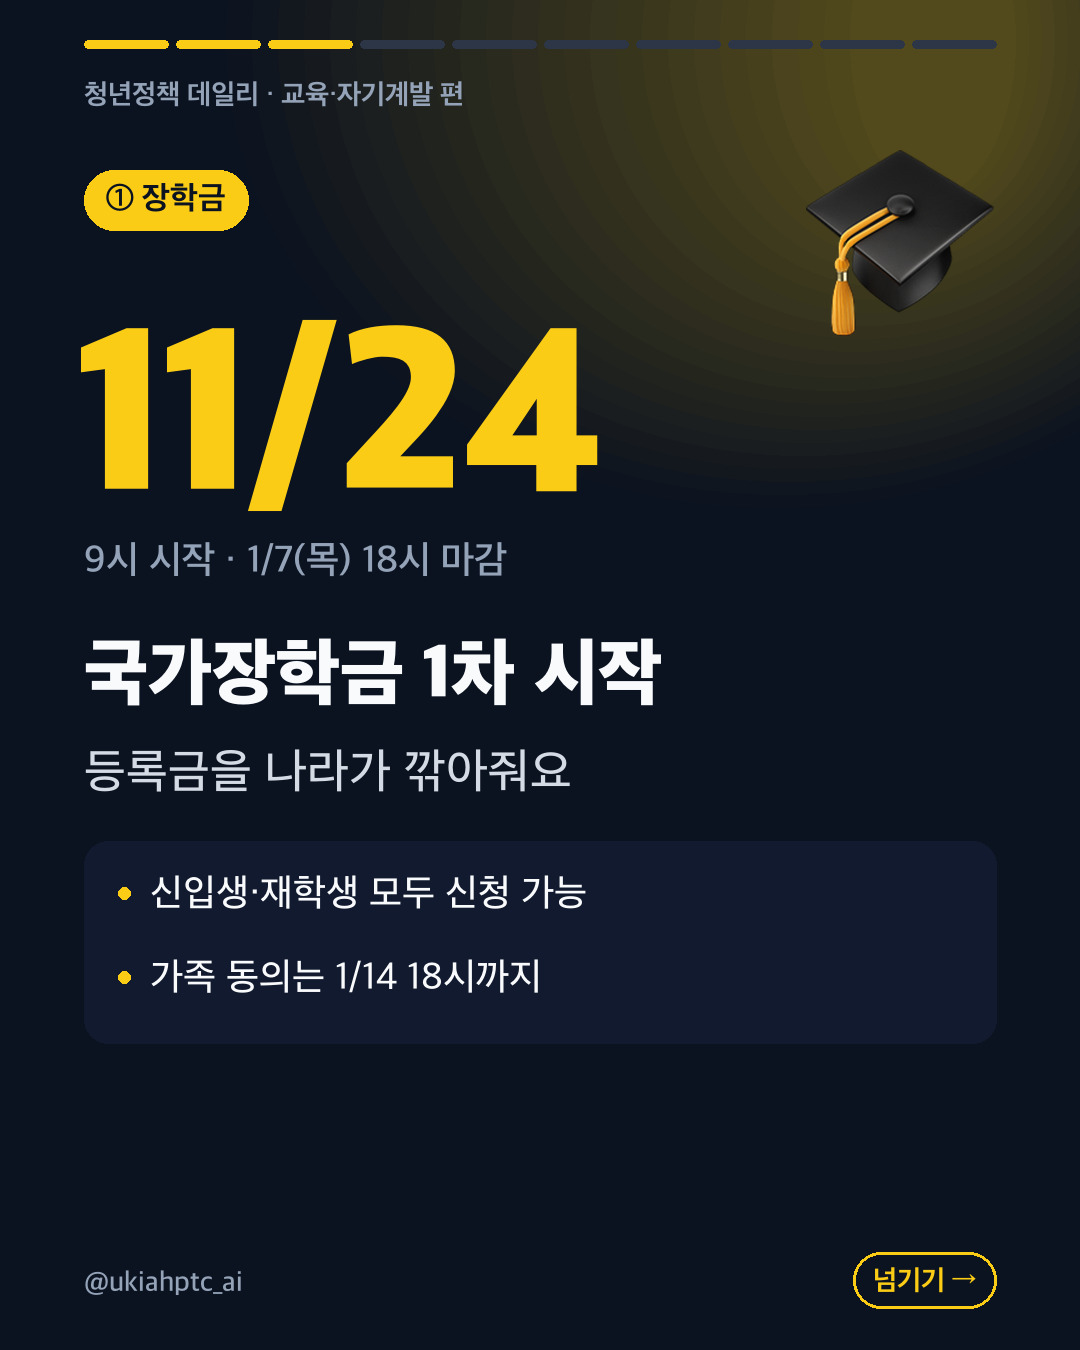 청년정책 데일리 · 교육·자기계발 편
① 장학금
11/24
9시 시작 · 1/7(목) 18시 마감
국가장학금 1차 시작
등록금을 나라가 깎아줘요
• 신입생·재학생 모두 신청 가능
• 가족 동의는 1/14 18시까지
@ukiahptc_ai
넘기기 →